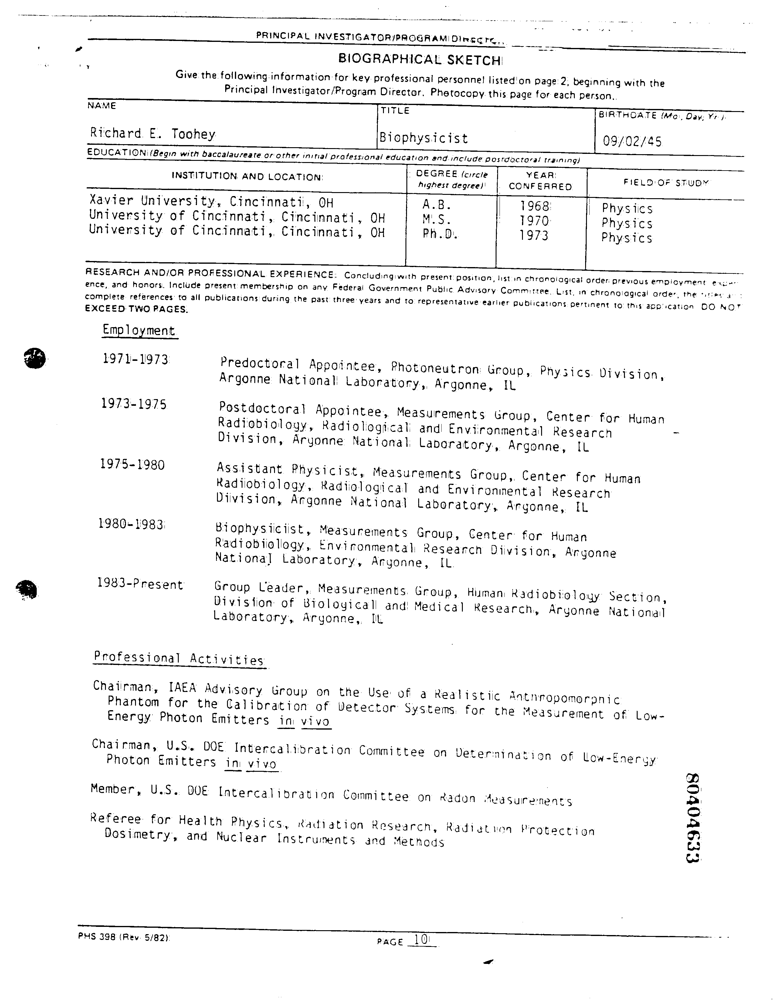 PRINCIPAL INVESTIGATOR/PROGRAM Director
BIOGRAPHICAL SKETCH
Give the following information for key professional personnel listed on page 2, beginning with the
Principal Investigator/Program Director. Photocopy this page for each person.
NAME TITLE BIRTHDATE (Mo., Day, Yr.)
Richard E. Toohey Biophysicist 09/02/45
EDUCATION (Begin with baccalaureate or other initial professional education and include postdoctoral training)
INSTITUTION AND LOCATION DEGREE (circle highest degree) YEAR CONFERRED FIELD OF STUDY
Xavier University, Cincinnati, OH A.B. 1968 Physics
University of Cincinnati, Cincinnati, OH M.S. 1970 Physics
University of Cincinnati, Cincinnati, OH Ph.D. 1973 Physics
RESEARCH AND/OR PROFESSIONAL EXPERIENCE: Concluding with present position, list in chronological order previous employment, exper-
ence, and honors. Include present membership on any Federal Government Public Advisory Committee. List, in chronological order, the titles a
complete references to all publications during the past three years and to representative earlier publications pertinent to this application. DO NOT
EXCEED TWO PAGES.
Employment
1971-1973 Predoctoral Appointee, Photoneutron Group, Physics Division,
Argonne National Laboratory, Argonne, IL
1973-1975 Postdoctoral Appointee, Measurements Group, Center for Human
Radiobiology, Radiological and Environmental Research
Division, Argonne National Laboratory, Argonne, IL
1975-1980 Assistant Physicist, Measurements Group, Center for Human
Radiobiology, Radiological and Environmental Research
Division, Argonne National Laboratory, Argonne, IL
1980-1983 Biophysicist, Measurements Group, Center for Human
Radiobiology, Environmental Research Division, Argonne
National Laboratory, Argonne, IL
1983-Present Group Leader, Measurements Group, Human Radiobiology Section,
Division of Biological and Medical Research, Argonne National
Laboratory, Argonne, IL
Professional Activities
Chairman, IAEA Advisory Group on the Use of a Realistic Anthropomorphic
Phantom for the Calibration of Detector Systems for the Measurement of Low-
Energy Photon Emitters in vivo
Chairman, U.S. DOE Intercalibration Committee on Determination of Low-Energy
Photon Emitters in vivo
Member, U.S. DOE Intercalibration Committee on Radon Measurements
Referee for Health Physics, Radiation Research, Radiation Protection
Dosimetry, and Nuclear Instruments and Methods
80404633
PHS 398 (Rev. 5/82) PAGE 10